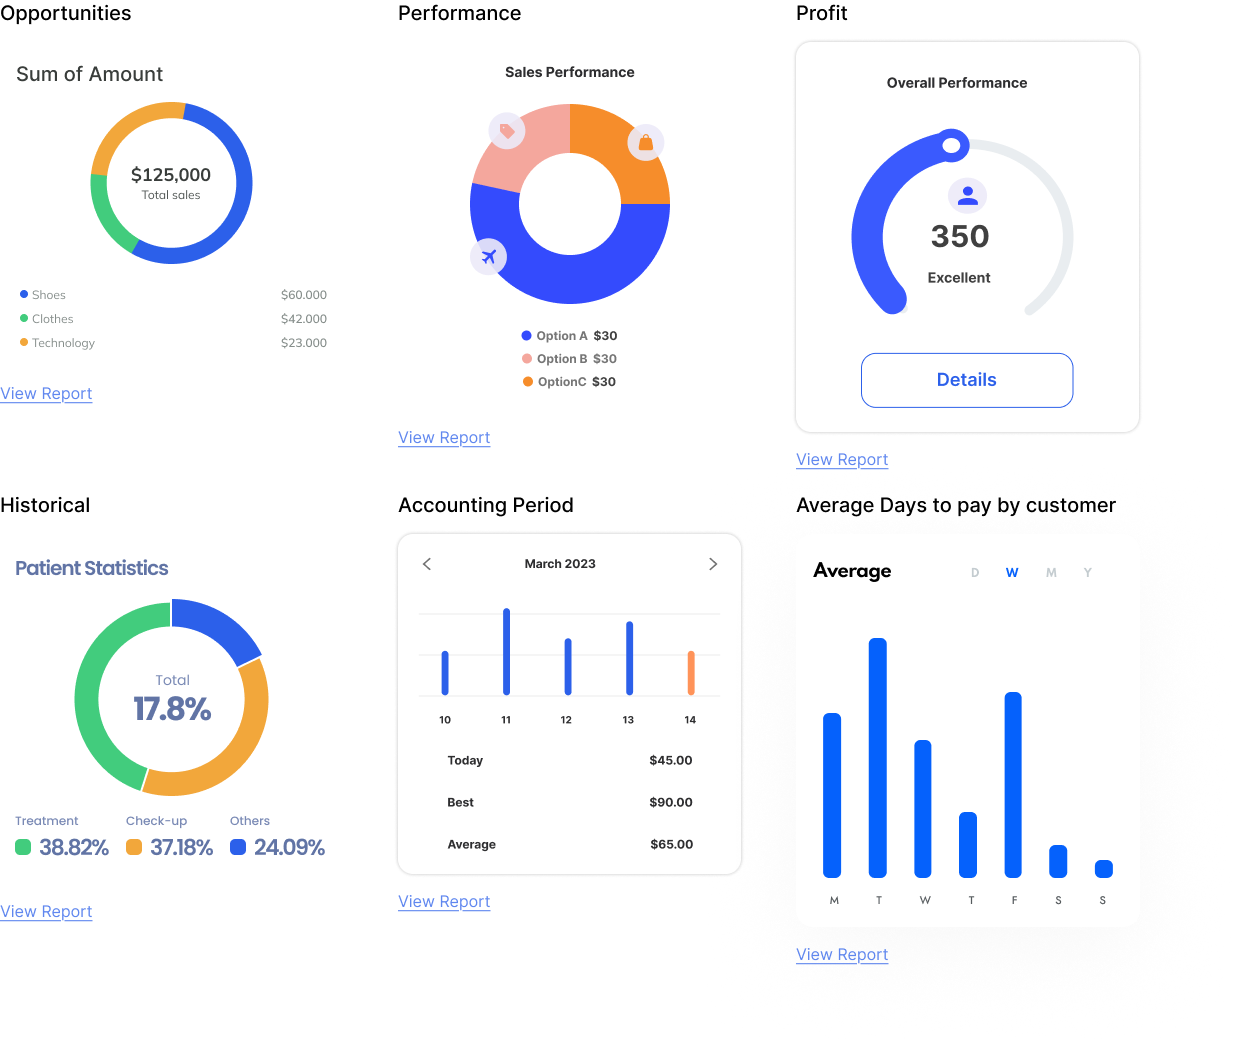 Opportunities
Sum of Amount
$125,000
Total sales
Shoes $60.000
Clothes $42.000
Technology $23.000
View Report
Performance
Sales Performance
Option A $30
Option B $30
OptionC $30
View Report
Profit
Overall Performance
350
Excellent
Details
View Report
Historical
Patient Statistics
Total
17.8%
Treatment Check-up Others
38.82% 37.18% 24.09%
View Report
Accounting Period
March 2023
10 11 12 13 14
Today $45.00
Best $90.00
Average $65.00
View Report
Average Days to pay by customer
Average D W M Y
M T W T F S S
View Report